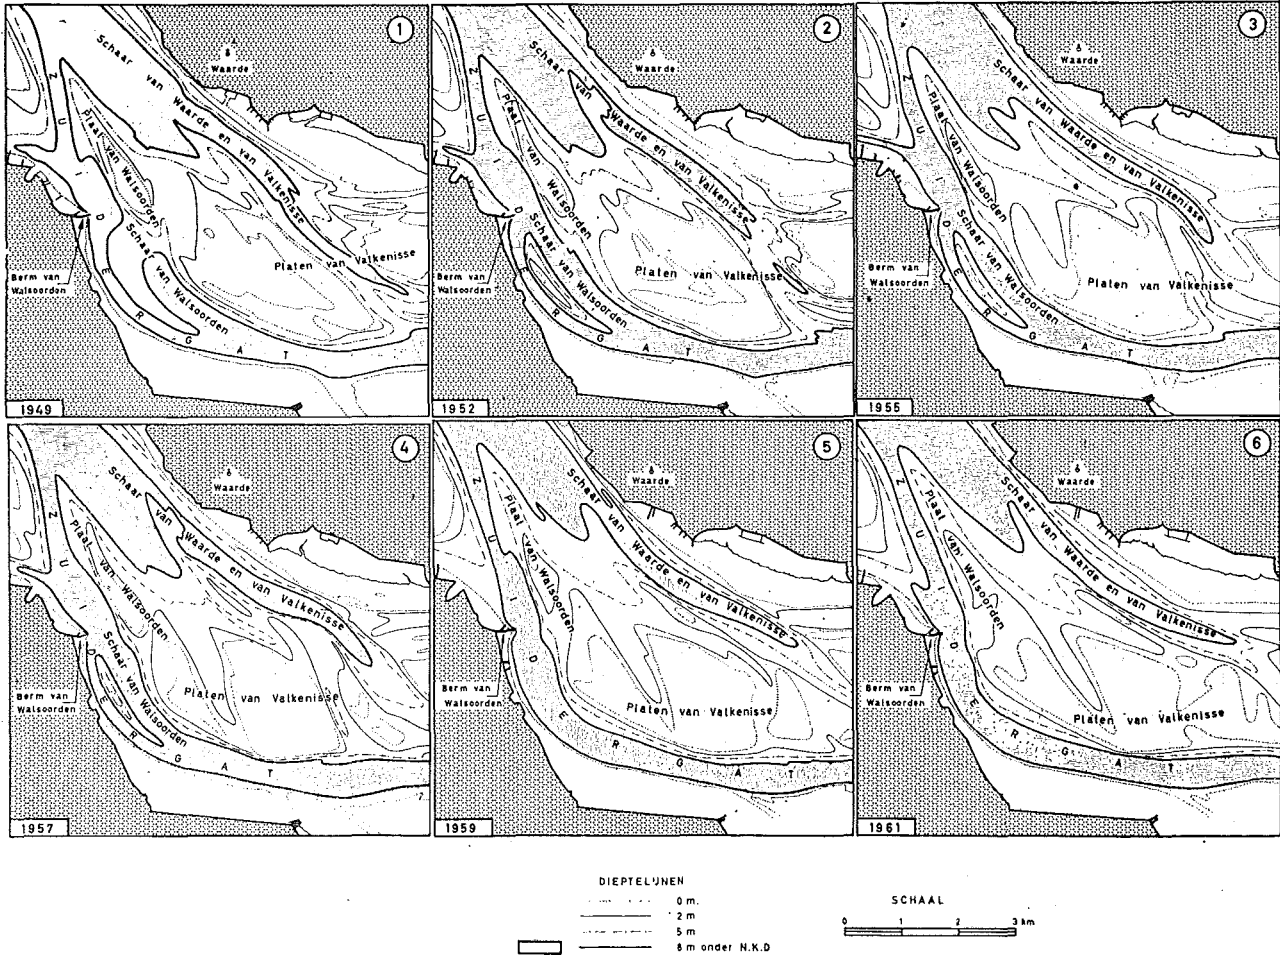 1
δ
Waarde
Schaar van Waarde en van Valkenisse
Plaat van Walsoorden
Z U I D E R G A T
Schaar van Walsoorden
Platen van Valkenisse
Berm van
Walsoorden
1949
2
δ
Waarde
Schaar van Waarde en van Valkenisse
Plaat van Walsoorden
Z U I D E R G A T
Schaar van Walsoorden
Platen van Valkenisse
Berm van
Walsoorden
1952
3
δ
Waarde
Schaar van Waarde en van Valkenisse
Plaat van Walsoorden
Z U I D E R G A T
Schaar van Walsoorden
Platen van Valkenisse
Berm van
Walsoorden
1955
4
δ
Waarde
Schaar van Waarde en van Valkenisse
Plaat van Walsoorden
Z U I D E R G A T
Schaar van Walsoorden
Platen van Valkenisse
Berm van
Walsoorden
1957
5
δ
Waarde
Schaar van Waarde en van Valkenisse
Plaat van Walsoorden
Z U I D E R G A T
Platen van Valkenisse
Berm van
Walsoorden
1959
6
δ
Waarde
Schaar van Waarde en van Valkenisse
Plaat van Walsoorden
Z U I D E R G A T
Platen van Valkenisse
Berm van
Walsoorden
1961
DIEPTELIJNEN
0 m.
2 m
5 m
8 m onder N.K.D
SCHAAL
0 1 2 3 km